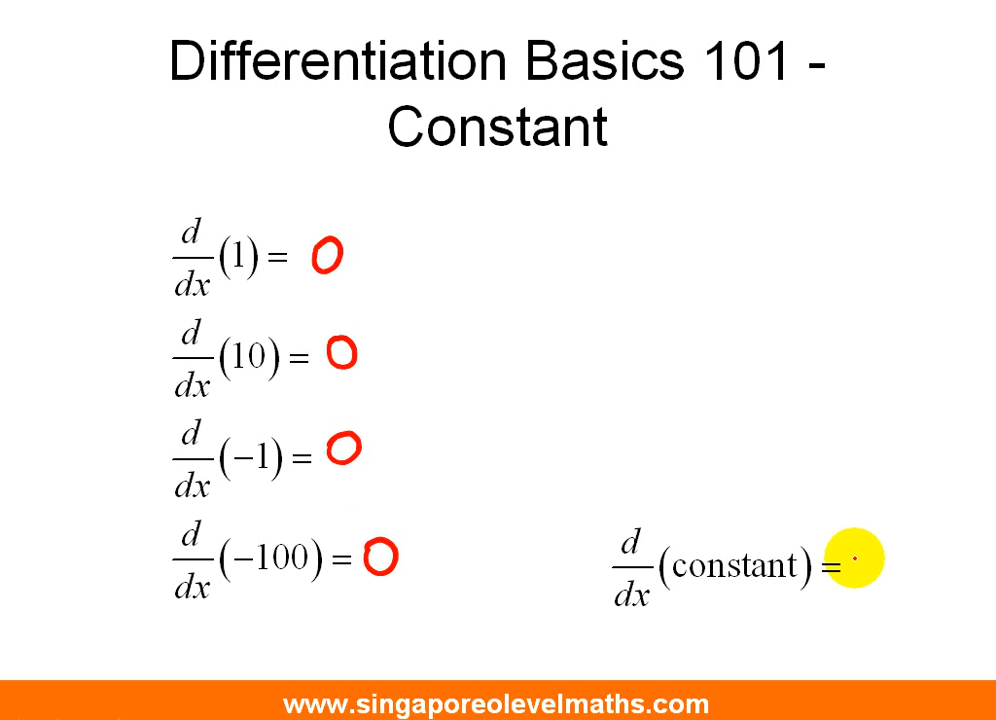 Differentiation Basics 101 -
Constant
d/dx (1) = 0
d/dx (10) = 0
d/dx (−1) = 0
d/dx (−100) = 0
d/dx (constant) =
www.singaporeolevelmaths.com